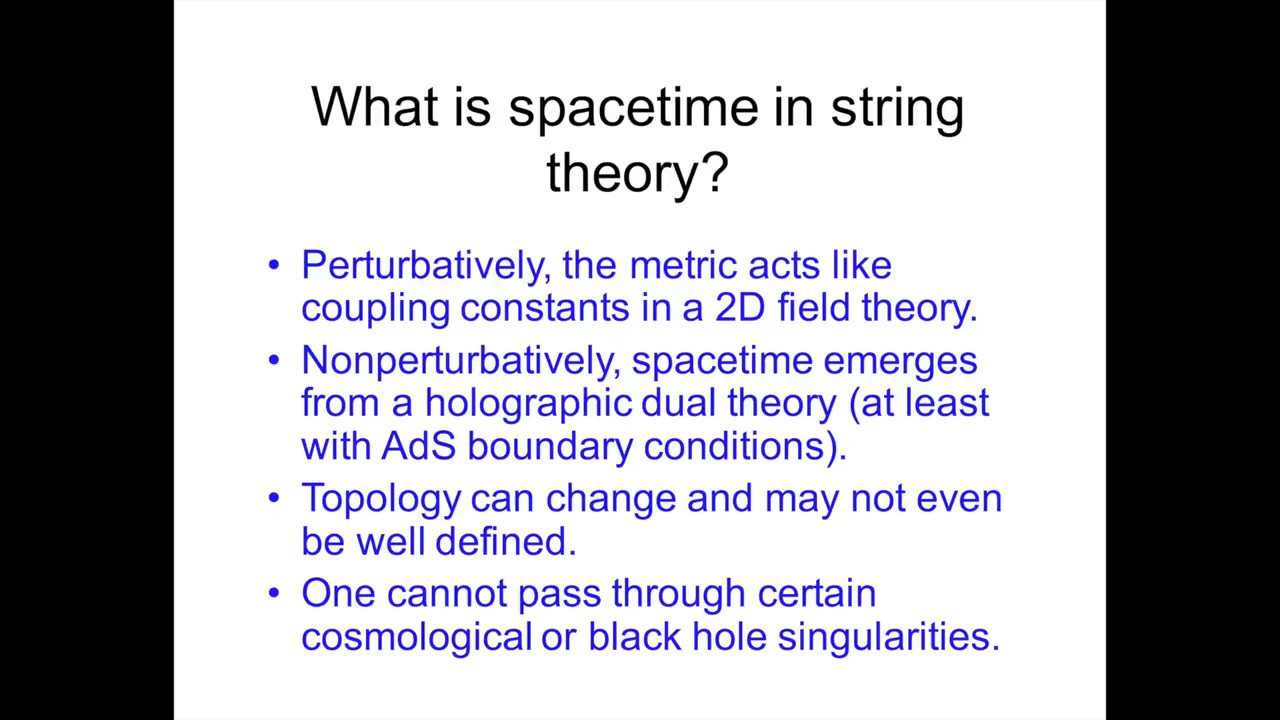 What is spacetime in string
theory?
• Perturbatively, the metric acts like
coupling constants in a 2D field theory.
• Nonperturbatively, spacetime emerges
from a holographic dual theory (at least
with AdS boundary conditions).
• Topology can change and may not even
be well defined.
• One cannot pass through certain
cosmological or black hole singularities.